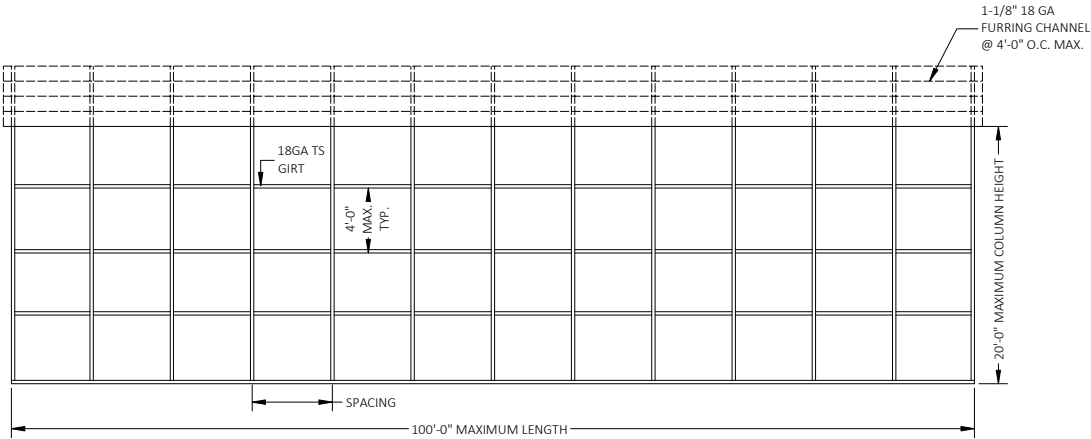 1-1/8" 18 GA
FURRING CHANNEL
@ 4'-0" O.C. MAX.
18GA TS
GIRT
4'-0"
MAX.
TYP.
20'-0" MAXIMUM COLUMN HEIGHT
SPACING
100'-0" MAXIMUM LENGTH